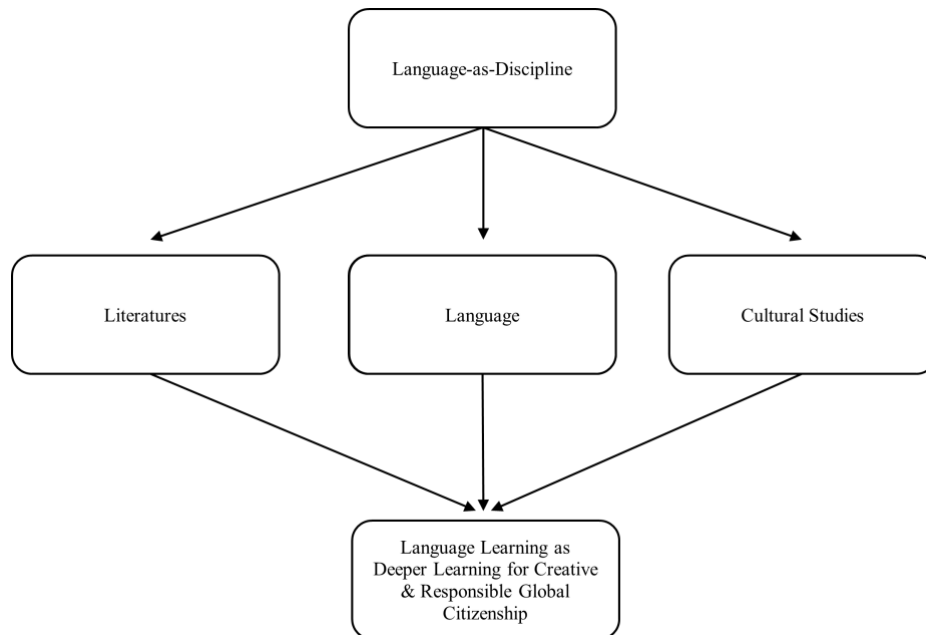 Language-as-Discipline
Literatures
Language
Cultural Studies
Language Learning as
Deeper Learning for Creative
& Responsible Global
Citizenship